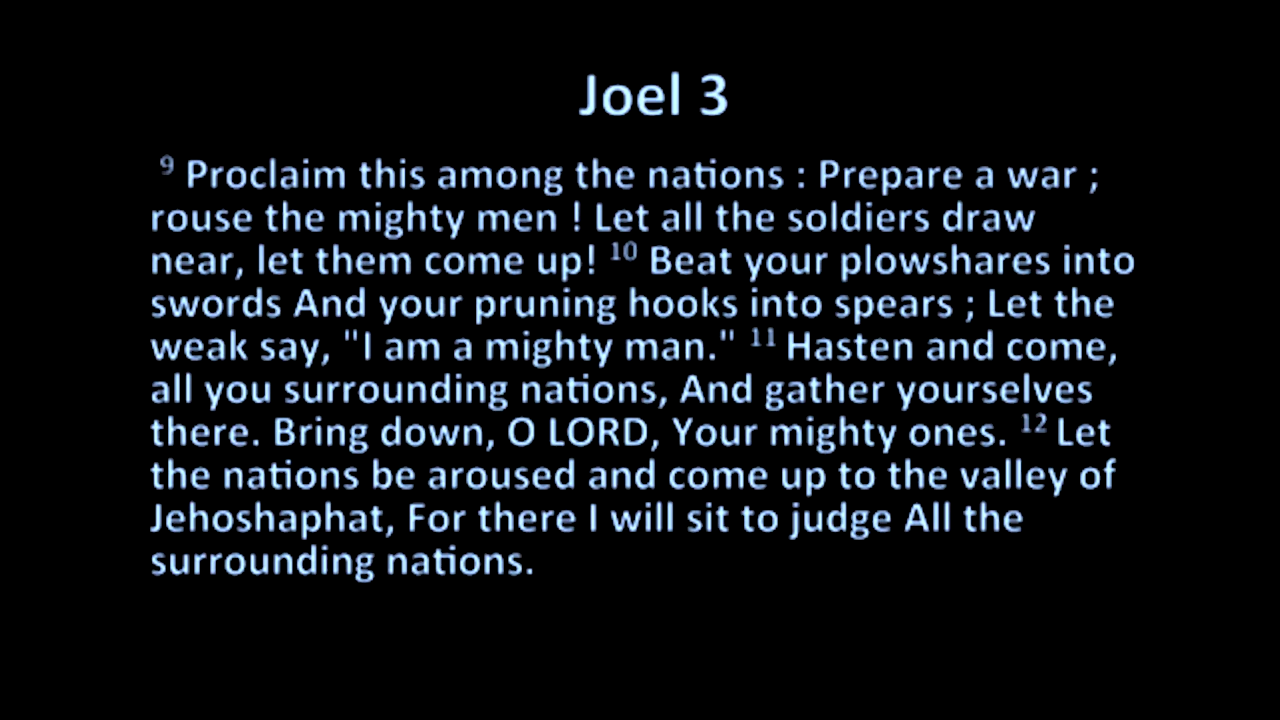 Joel 3
9 Proclaim this among the nations : Prepare a war ;
rouse the mighty men ! Let all the soldiers draw
near, let them come up! 10 Beat your plowshares into
swords And your pruning hooks into spears ; Let the
weak say, "I am a mighty man." 11 Hasten and come,
all you surrounding nations, And gather yourselves
there. Bring down, O LORD, Your mighty ones. 12 Let
the nations be aroused and come up to the valley of
Jehoshaphat, For there I will sit to judge All the
surrounding nations.